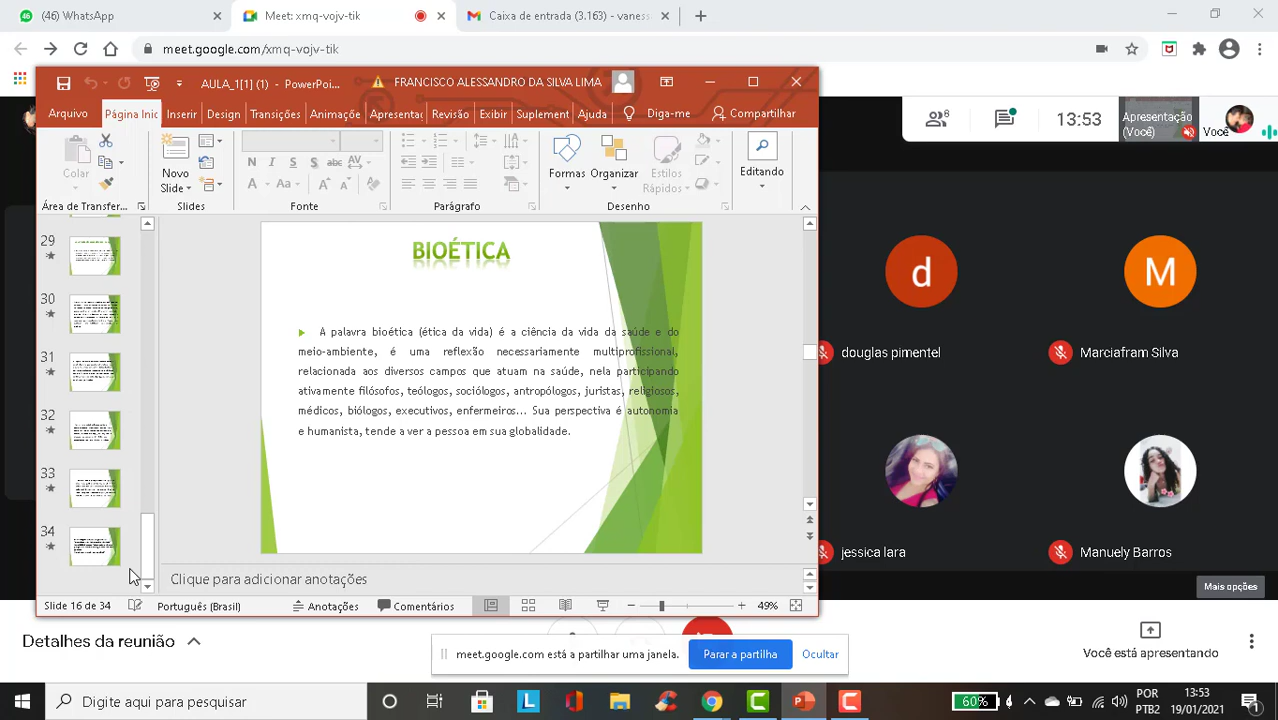 (46) WhatsApp
Meet: xmq-vojv-tik
Caixa de entrada (3.163) - vaness
meet.google.com/xmq-vojv-tik
AULA_1[1] (1) - PowerPoi...
FRANCISCO ALESSANDRO DA SILVA LIMA
Arquivo
Página Inic
Inserir
Design
Transições
Animaçõe
Apresentaç
Revisão
Exibir
Suplement
Ajuda
Diga-me
Compartilhar
Colar
Novo
Slide
N I S S abc AV
A Aa A A
Formas
Organizar
Estilos
Rápidos
Editando
Área de Transfer...
Slides
Fonte
Parágrafo
Desenho
29
30
31
32
33
34
BIOÉTICA
A palavra bioética (ética da vida) é a ciência da vida da saúde e do
meio-ambiente, é uma reflexão necessariamente multiprofissional,
relacionada aos diversos campos que atuam na saúde, nela participando
ativamente filósofos, teólogos, sociólogos, antropólogos, juristas, religiosos,
médicos, biólogos, executivos, enfermeiros... Sua perspectiva é autonomia
e humanista, tende a ver a pessoa em sua globalidade.
Clique para adicionar anotações
Slide 16 de 34
Português (Brasil)
Anotações
Comentários
49%
8
13:53
Apresentação
(Você)
Você
d
M
douglas pimentel
Marciafram Silva
jessica lara
Manuely Barros
Mais opções
Detalhes da reunião
meet.google.com está a partilhar uma janela.
Parar a partilha
Ocultar
Você está apresentando
Digite aqui para pesquisar
L
60%
POR
PTB2
13:53
19/01/2021
1